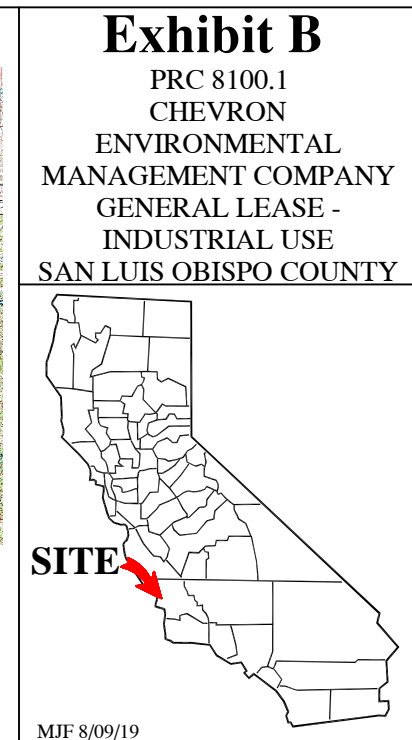 Exhibit B
PRC 8100.1
CHEVRON
ENVIRONMENTAL
MANAGEMENT COMPANY
GENERAL LEASE -
INDUSTRIAL USE
SAN LUIS OBISPO COUNTY
SITE
MJF 8/09/19